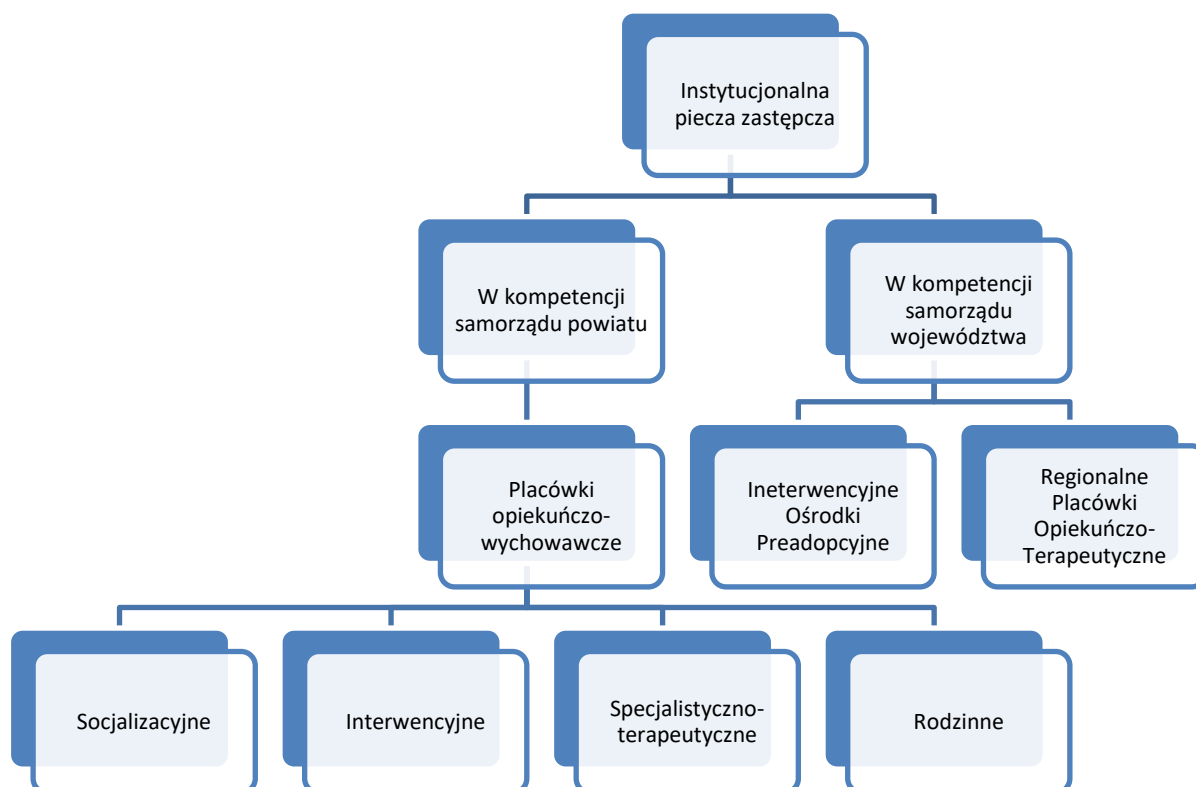 Instytucjonalna
piecza zastępcza
W kompetencji
samorządu powiatu
W kompetencji
samorządu
województwa
Placówki
opiekuńczo-
wychowawcze
Ineterwencyjne
Ośrodki
Preadopcyjne
Regionalne
Placówki
Opiekuńczo-
Terapeutyczne
Socjalizacyjne
Interwencyjne
Specjalistyczno-
terapeutyczne
Rodzinne